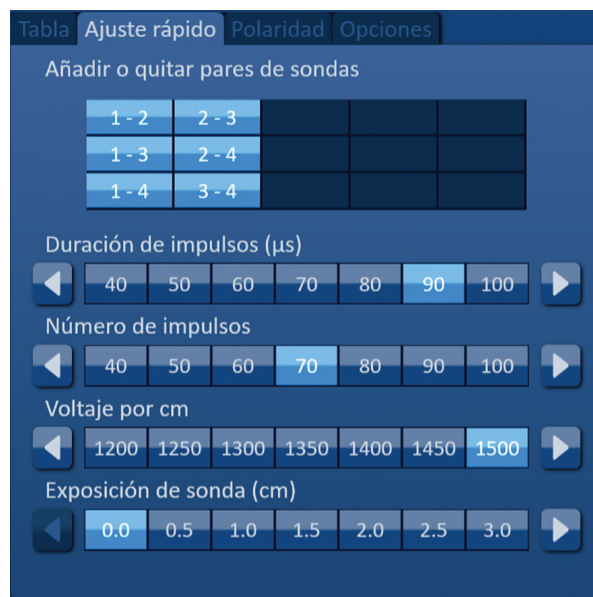 Tabla Ajuste rápido Polaridad Opciones
Añadir o quitar pares de sondas
1 - 2 2 - 3
1 - 3 2 - 4
1 - 4 3 - 4
Duración de impulsos (µs)
40 50 60 70 80 90 100
Número de impulsos
40 50 60 70 80 90 100
Voltaje por cm
1200 1250 1300 1350 1400 1450 1500
Exposición de sonda (cm)
0.0 0.5 1.0 1.5 2.0 2.5 3.0